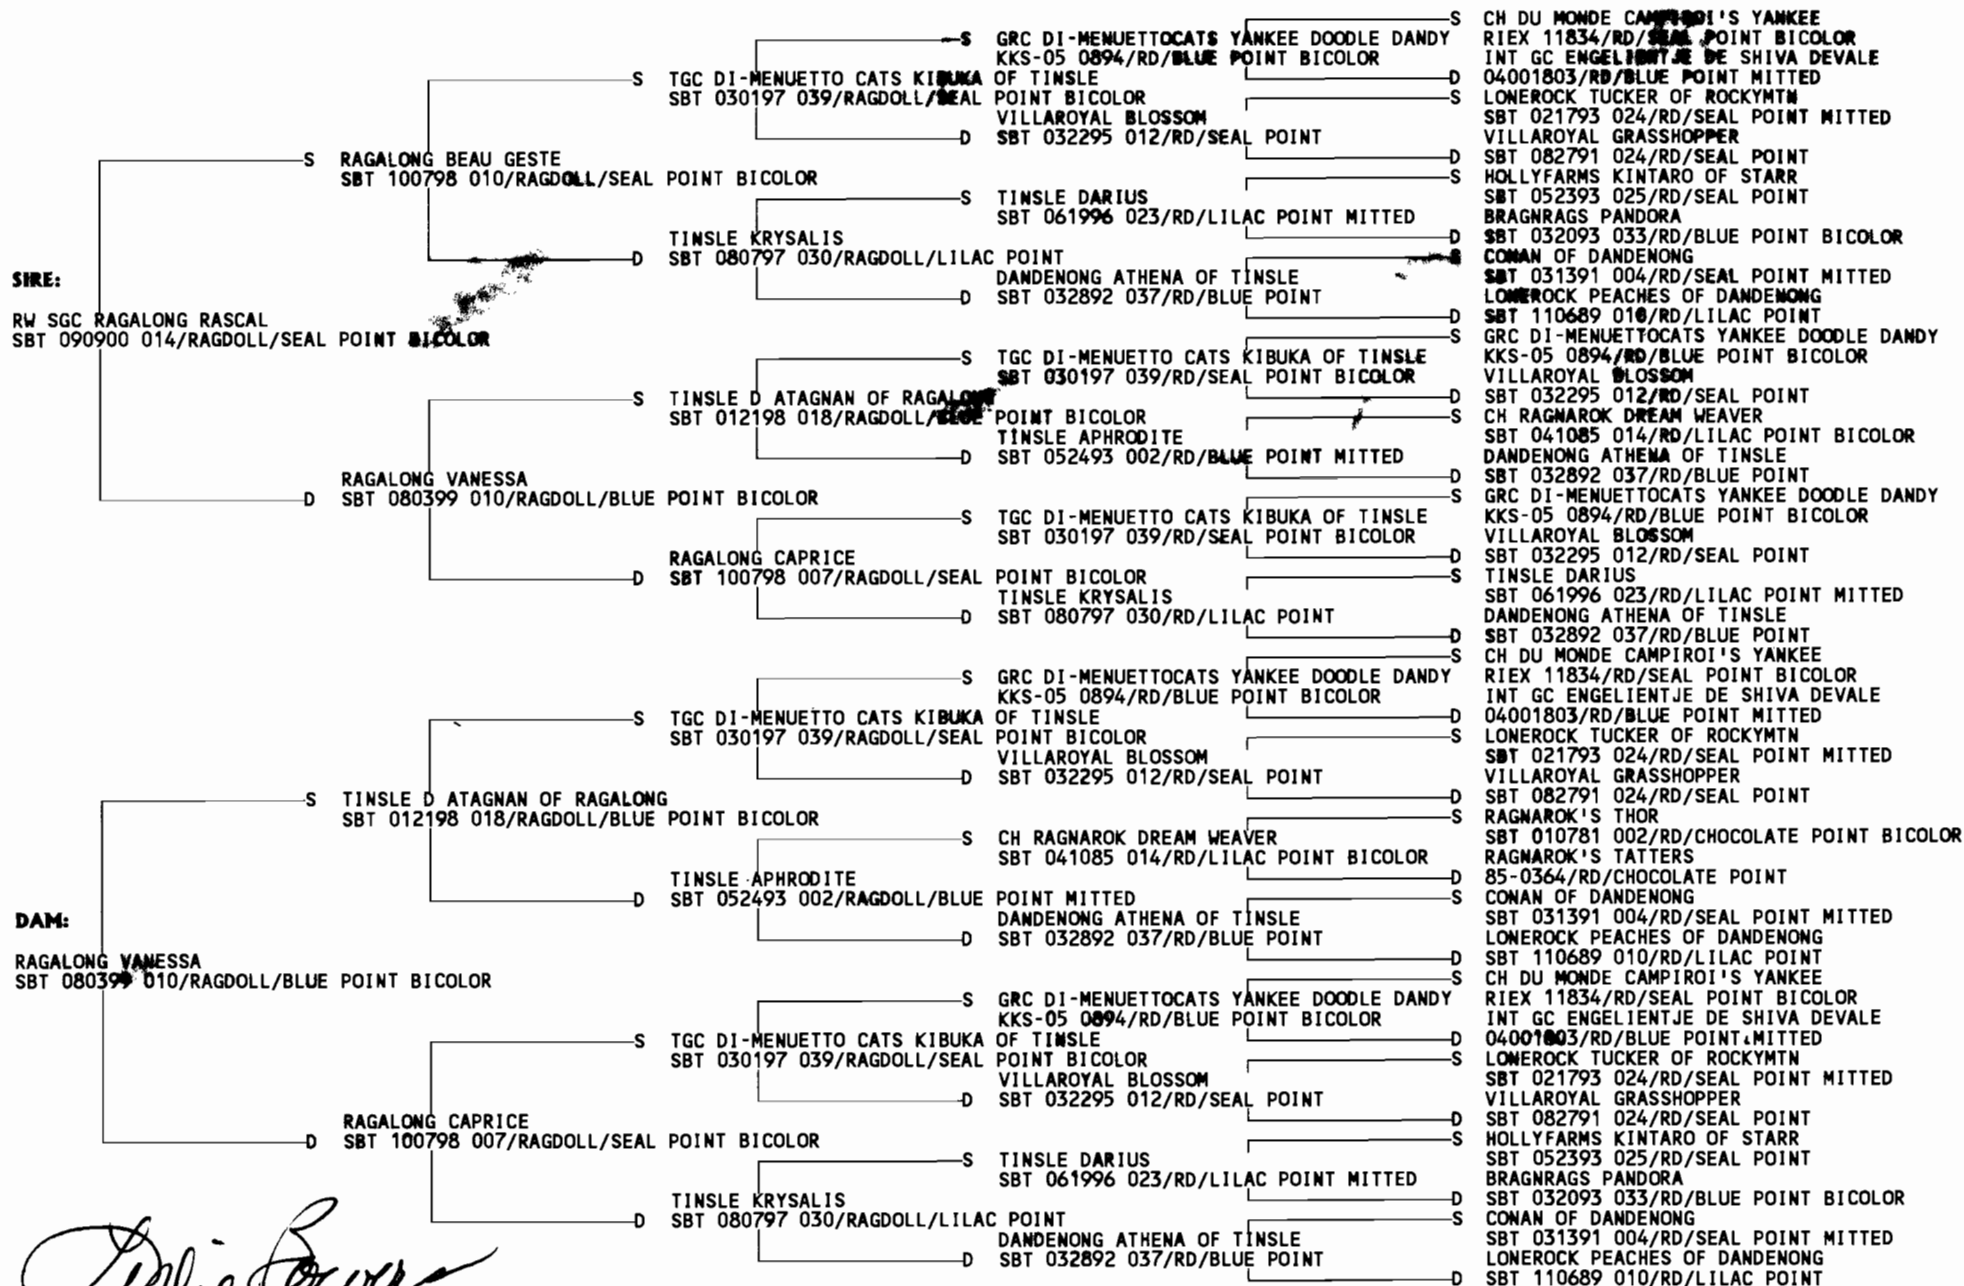 SIRE:
RW SGC RAGALONG RASCAL
SBT 090900 014/RAGDOLL/SEAL POINT BICOLOR
S RAGALONG BEAU GESTE
SBT 100798 010/RAGDOLL/SEAL POINT BICOLOR
D RAGALONG VANESSA
SBT 080399 010/RAGDOLL/BLUE POINT BICOLOR
DAM:
RAGALONG VANESSA
SBT 080399 010/RAGDOLL/BLUE POINT BICOLOR
S TINSLE D ATAGNAN OF RAGALONG
SBT 012198 018/RAGDOLL/BLUE POINT BICOLOR
D RAGALONG CAPRICE
SBT 100798 007/RAGDOLL/SEAL POINT BICOLOR
S TGC DI-MENUETTO CATS KIBUKA OF TINSLE
SBT 030197 039/RAGDOLL/SEAL POINT BICOLOR
TINSLE KRYSALIS
D SBT 080797 030/RAGDOLL/LILAC POINT
S TINSLE D ATAGNAN OF RAGALONG
SBT 012198 018/RAGDOLL/BLUE POINT BICOLOR
RAGALONG CAPRICE
D SBT 100798 007/RAGDOLL/SEAL POINT BICOLOR
S TGC DI-MENUETTO CATS KIBUKA OF TINSLE
SBT 030197 039/RAGDOLL/SEAL POINT BICOLOR
TINSLE APHRODITE
D SBT 052493 002/RAGDOLL/BLUE POINT MITTED
S TGC DI-MENUETTO CATS KIBUKA OF TINSLE
SBT 030197 039/RAGDOLL/SEAL POINT BICOLOR
TINSLE KRYSALIS
D SBT 080797 030/RAGDOLL/LILAC POINT
S GRC DI-MENUETTOCATS YANKEE DOODLE DANDY
KKS-05 0894/RD/BLUE POINT BICOLOR
VILLAROYAL BLOSSOM
D SBT 032295 012/RD/SEAL POINT
S TINSLE DARIUS
SBT 061996 023/RD/LILAC POINT MITTED
DANDENONG ATHENA OF TINSLE
D SBT 032892 037/RD/BLUE POINT
S TGC DI-MENUETTO CATS KIBUKA OF TINSLE
SBT 030197 039/RD/SEAL POINT BICOLOR
TINSLE APHRODITE
D SBT 052493 002/RD/BLUE POINT MITTED
S TGC DI-MENUETTO CATS KIBUKA OF TINSLE
SBT 030197 039/RD/SEAL POINT BICOLOR
TINSLE KRYSALIS
D SBT 080797 030/RD/LILAC POINT
S GRC DI-MENUETTOCATS YANKEE DOODLE DANDY
KKS-05 0894/RD/BLUE POINT BICOLOR
VILLAROYAL BLOSSOM
D SBT 032295 012/RD/SEAL POINT
S CH RAGNAROK DREAM WEAVER
SBT 041085 014/RD/LILAC POINT BICOLOR
DANDENONG ATHENA OF TINSLE
D SBT 032892 037/RD/BLUE POINT
S GRC DI-MENUETTOCATS YANKEE DOODLE DANDY
KKS-05 0894/RD/BLUE POINT BICOLOR
VILLAROYAL BLOSSOM
D SBT 032295 012/RD/SEAL POINT
S TINSLE DARIUS
SBT 061996 023/RD/LILAC POINT MITTED
DANDENONG ATHENA OF TINSLE
D SBT 032892 037/RD/BLUE POINT
S CH DU MONDE CAMPIROI'S YANKEE
RIEX 11834/RD/SEAL POINT BICOLOR
INT GC ENGELIENTJE DE SHIVA DEVALE
D 04001803/RD/BLUE POINT MITTED
S LONEROCK TUCKER OF ROCKYMTN
SBT 021793 024/RD/SEAL POINT MITTED
VILLAROYAL GRASSHOPPER
D SBT 082791 024/RD/SEAL POINT
S HOLLYFARMS KINTARO OF STARR
SBT 052393 025/RD/SEAL POINT
BRAGNRAGS PANDORA
D SBT 032093 033/RD/BLUE POINT BICOLOR
S CONAN OF DANDENONG
SBT 031391 004/RD/SEAL POINT MITTED
LONEROCK PEACHES OF DANDENONG
D SBT 110689 010/RD/LILAC POINT
S GRC DI-MENUETTOCATS YANKEE DOODLE DANDY
KKS-05 0894/RD/BLUE POINT BICOLOR
VILLAROYAL BLOSSOM
D SBT 032295 012/RD/SEAL POINT
S CH RAGNAROK DREAM WEAVER
SBT 041085 014/RD/LILAC POINT BICOLOR
DANDENONG ATHENA OF TINSLE
D SBT 032892 037/RD/BLUE POINT
S GRC DI-MENUETTOCATS YANKEE DOODLE DANDY
KKS-05 0894/RD/BLUE POINT BICOLOR
VILLAROYAL BLOSSOM
D SBT 032295 012/RD/SEAL POINT
S TINSLE DARIUS
SBT 061996 023/RD/LILAC POINT MITTED
DANDENONG ATHENA OF TINSLE
D SBT 032892 037/RD/BLUE POINT
S CH DU MONDE CAMPIROI'S YANKEE
RIEX 11834/RD/SEAL POINT BICOLOR
INT GC ENGELIENTJE DE SHIVA DEVALE
D 04001803/RD/BLUE POINT MITTED
S LONEROCK TUCKER OF ROCKYMTN
SBT 021793 024/RD/SEAL POINT MITTED
VILLAROYAL GRASSHOPPER
D SBT 082791 024/RD/SEAL POINT
S RAGNAROK'S THOR
SBT 010781 002/RD/CHOCOLATE POINT BICOLOR
RAGNAROK'S TATTERS
D 85-0364/RD/CHOCOLATE POINT
S CONAN OF DANDENONG
SBT 031391 004/RD/SEAL POINT MITTED
LONEROCK PEACHES OF DANDENONG
D SBT 110689 010/RD/LILAC POINT
S CH DU MONDE CAMPIROI'S YANKEE
RIEX 11834/RD/SEAL POINT BICOLOR
INT GC ENGELIENTJE DE SHIVA DEVALE
D 04001803/RD/BLUE POINT MITTED
S LONEROCK TUCKER OF ROCKYMTN
SBT 021793 024/RD/SEAL POINT MITTED
VILLAROYAL GRASSHOPPER
D SBT 082791 024/RD/SEAL POINT
S HOLLYFARMS KINTARO OF STARR
SBT 052393 025/RD/SEAL POINT
BRAGNRAGS PANDORA
D SBT 032093 033/RD/BLUE POINT BICOLOR
S CONAN OF DANDENONG
SBT 031391 004/RD/SEAL POINT MITTED
LONEROCK PEACHES OF DANDENONG
D SBT 110689 010/RD/LILAC POINT